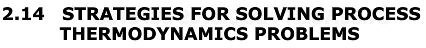 2.14 STRATEGIES FOR SOLVING PROCESS
THERMODYNAMICS PROBLEMS